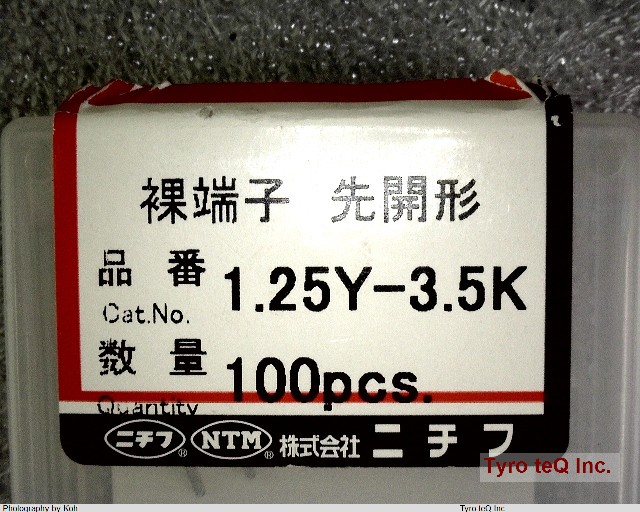 裸端子 先開形
品番 1.25Y-3.5K
Cat.No.
数量 100pcs.
Quantity
ニチフ® NTM® 株式会社 ニチフ
Tyro teQ Inc.
Photography by Koh Tyro teQ Inc